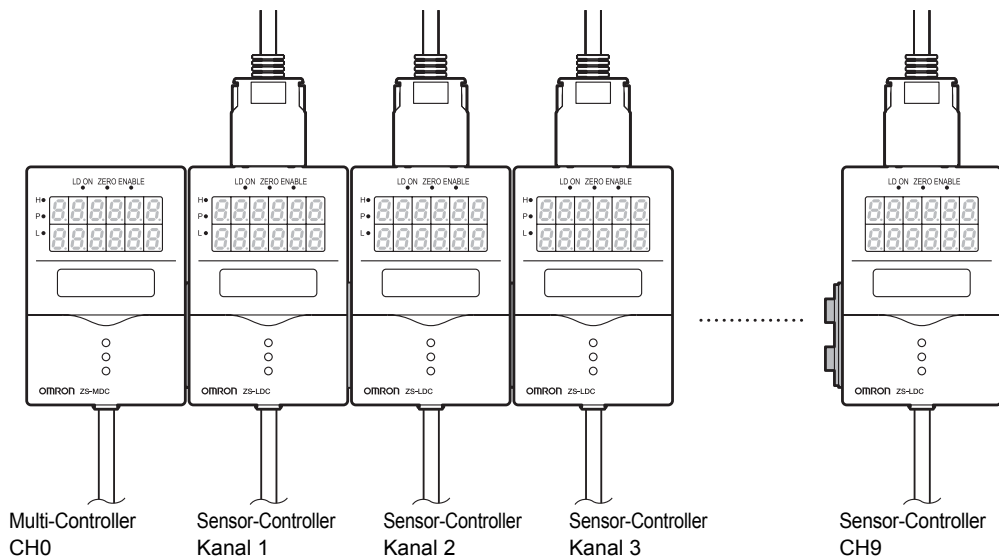 LD ON ZERO ENABLE
H
P
L
OMRON ZS-MDC
LD ON ZERO ENABLE
H
P
L
OMRON ZS-LDC
LD ON ZERO ENABLE
H
P
L
OMRON ZS-LDC
LD ON ZERO ENABLE
H
P
L
OMRON ZS-LDC
LD ON ZERO ENABLE
OMRON ZS-LDC
Multi-Controller
CH0
Sensor-Controller
Kanal 1
Sensor-Controller
Kanal 2
Sensor-Controller
Kanal 3
Sensor-Controller
CH9